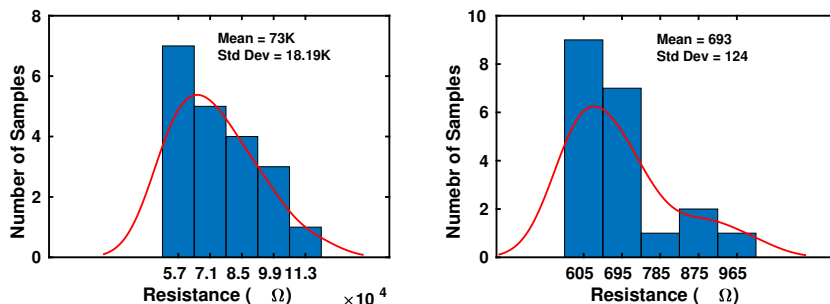 Mean = 73K
Std Dev = 18.19K
Number of Samples
8
6
4
2
0
5.7 7.1 8.5 9.9 11.3
Resistance ( Ω)
×10 4
Mean = 693
Std Dev = 124
Numebr of Samples
10
8
6
4
2
0
605 695 785 875 965
Resistance ( Ω)